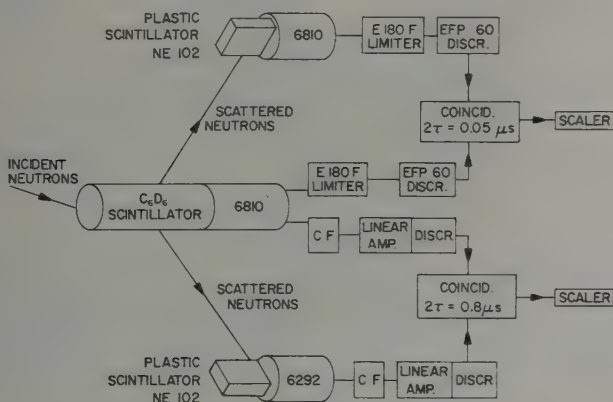 PLASTIC
SCINTILLATOR
NE 102
6810
E 180 F
LIMITER
EFP 60
DISCR.
COINCID.
2τ = 0.05 μs
SCALER
SCATTERED
NEUTRONS
INCIDENT
NEUTRONS
C₆D₆
SCINTILLATOR
6810
E 180 F
LIMITER
EFP 60
DISCR.
C F
LINEAR
AMP.
DISCR.
COINCID.
2τ = 0.8 μs
SCALER
SCATTERED
NEUTRONS
PLASTIC
SCINTILLATOR
NE 102
6292
C F
LINEAR
AMP.
DISCR